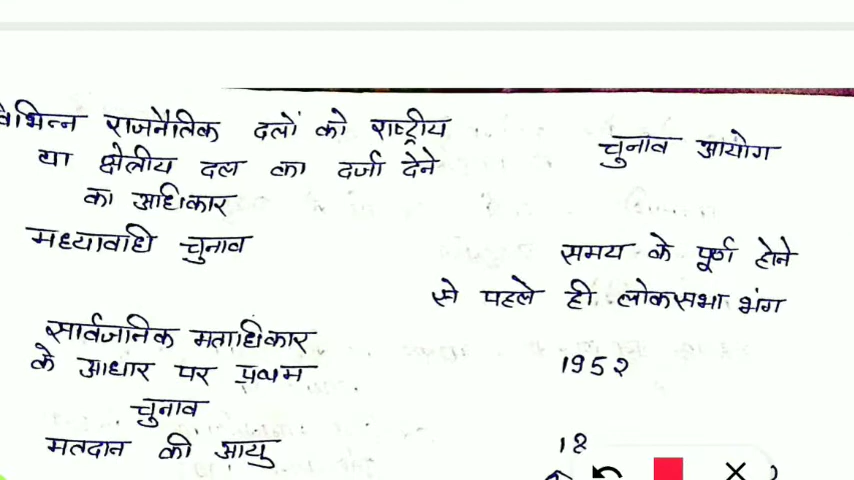 विभिन्न राजनैतिक दलों को राष्ट्रीय
या क्षेत्रीय दल का दर्जा देने
का अधिकार
चुनाव आयोग
मध्यावधि चुनाव
समय के पूर्ण होने
से पहले ही लोकसभा भंग
सार्वजनिक मताधिकार
के आधार पर प्रथम
चुनाव
1952
मतदान की आयु
18